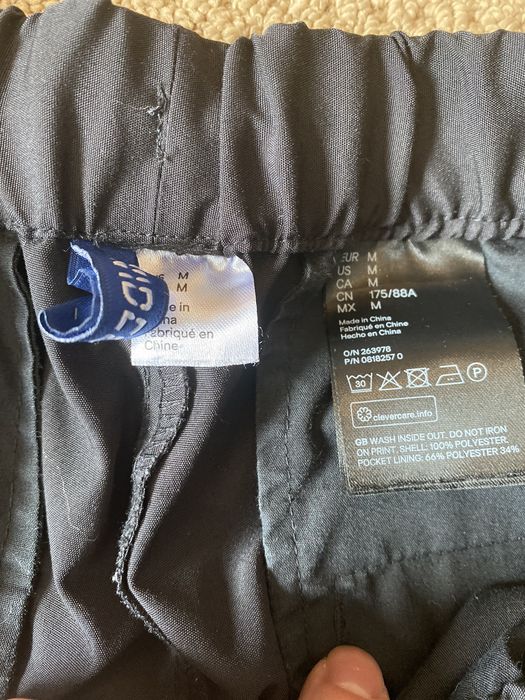 M
M
Made in
China
Fabriqué en
Chine
EUR M
US M
CA M
CN 175/88A
MX M
Made in China
Fabriqué en Chine
Hecho en China
O/N 263978
P/N 0818257 0
30
P
clevercare.info
GB WASH INSIDE OUT. DO NOT IRON
ON PRINT, SHELL: 100% POLYESTER.
POCKET LINING: 66% POLYESTER 34%